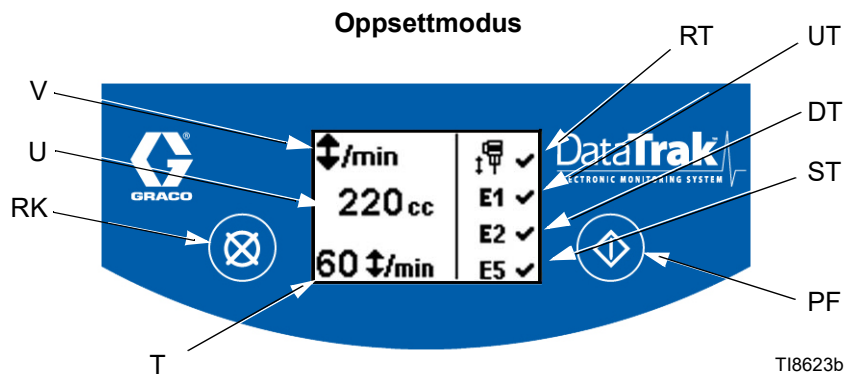 Oppsettmodus
RT
UT
V
DT
U
ST
RK
PF
T
GRACO
®
↕/min
220 cc
60 ↕/min
✓
E1 ✓
E2 ✓
E5 ✓
DataTrak™
ELECTRONIC MONITORING SYSTEM
TI8623b